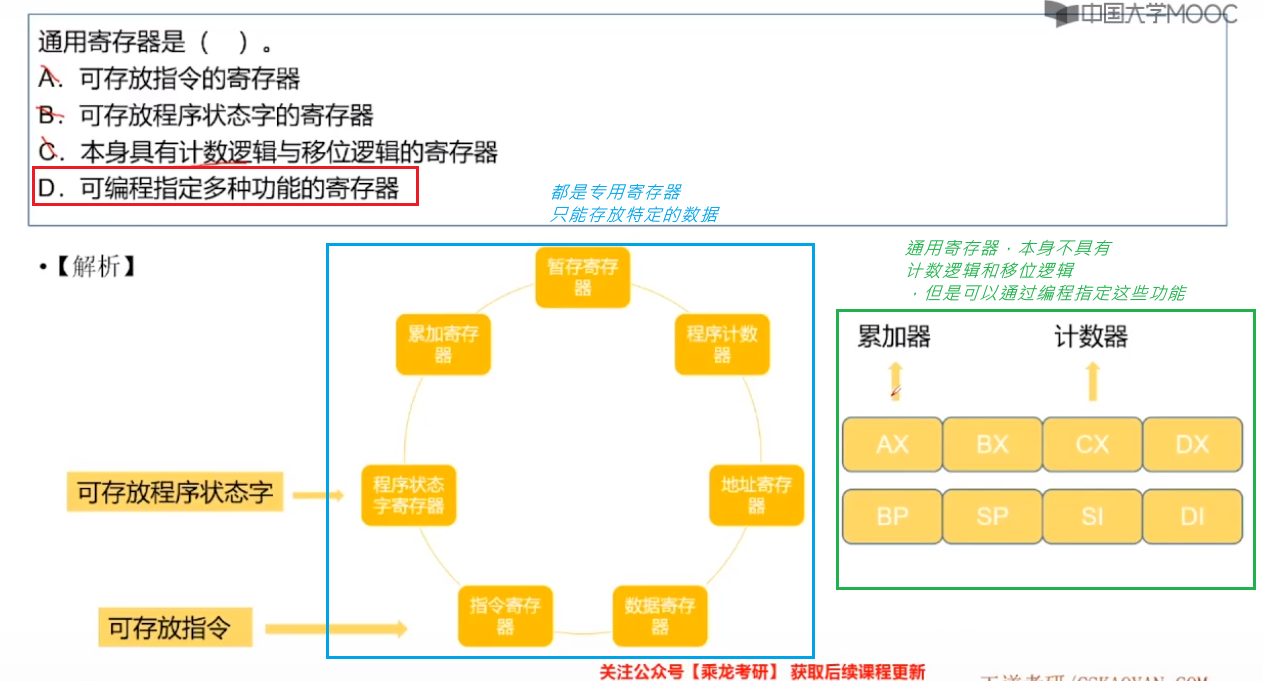 中国大学MOOC
通用寄存器是（　）。
A．可存放指令的寄存器
B．可存放程序状态字的寄存器
C．本身具有计数逻辑与移位逻辑的寄存器
D．可编程指定多种功能的寄存器
都是专用寄存器
只能存放特定的数据
•【解析】
通用寄存器，本身不具有
计数逻辑和移位逻辑
，但是可以通过编程指定这些功能
暂存寄存
器
累加寄存
器
程序计数
器
程序状态
字寄存器
地址寄存
器
指令寄存
器
数据寄存
器
可存放程序状态字
可存放指令
累加器
计数器
AX
BX
CX
DX
BP
SP
SI
DI
关注公众号【乘龙考研】 获取后续课程更新